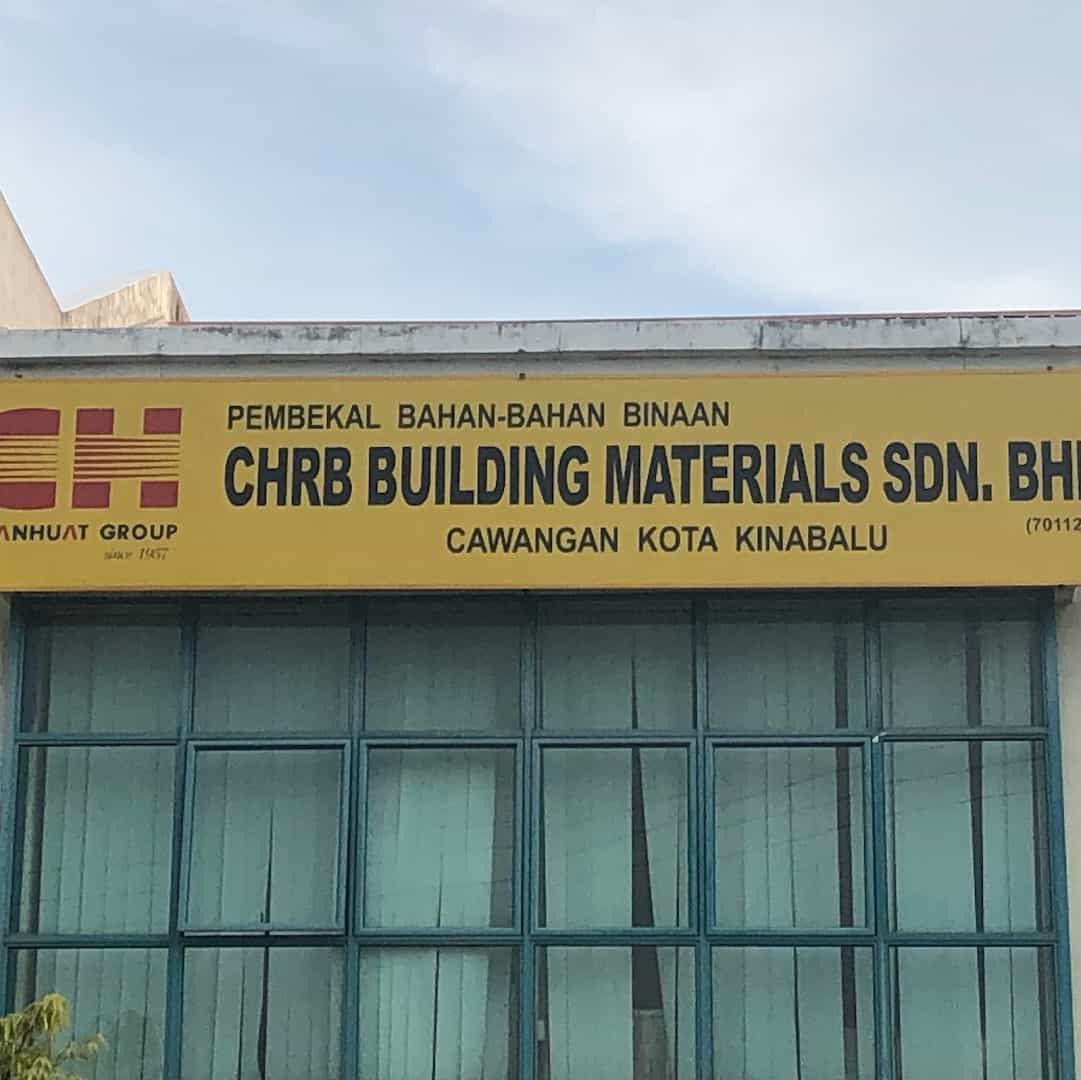 CH
ANHUAT GROUP
since 1957
PEMBEKAL BAHAN-BAHAN BINAAN
CHRB BUILDING MATERIALS SDN. BH
CAWANGAN KOTA KINABALU
(70112